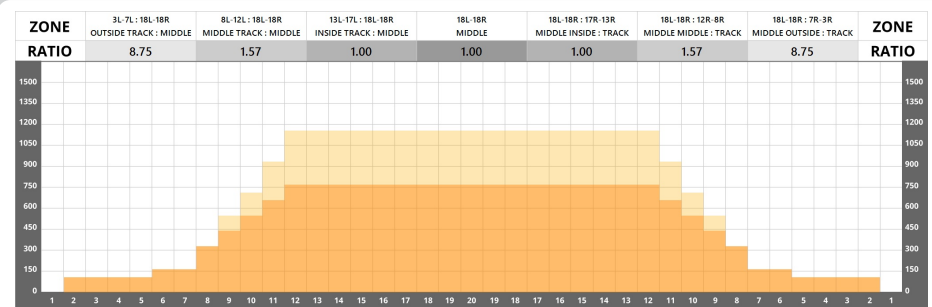 ZONE 3L-7L : 18L-18R 8L-12L : 18L-18R 13L-17L : 18L-18R 18L-18R 18L-18R : 17R-13R 18L-18R : 12R-8R 18L-18R : 7R-3R ZONE
OUTSIDE TRACK : MIDDLE MIDDLE TRACK : MIDDLE INSIDE TRACK : MIDDLE MIDDLE MIDDLE INSIDE : TRACK MIDDLE MIDDLE : TRACK MIDDLE OUTSIDE : TRACK
RATIO 8.75 1.57 1.00 1.00 1.00 1.57 8.75 RATIO
1500 1500
1350 1350
1200 1200
1050 1050
900 900
750 750
600 600
450 450
300 300
150 150
0 0
1 2 3 4 5 6 7 8 9 10 11 12 13 14 15 16 17 18 19 20 19 18 17 16 15 14 13 12 11 10 9 8 7 6 5 4 3 2 1